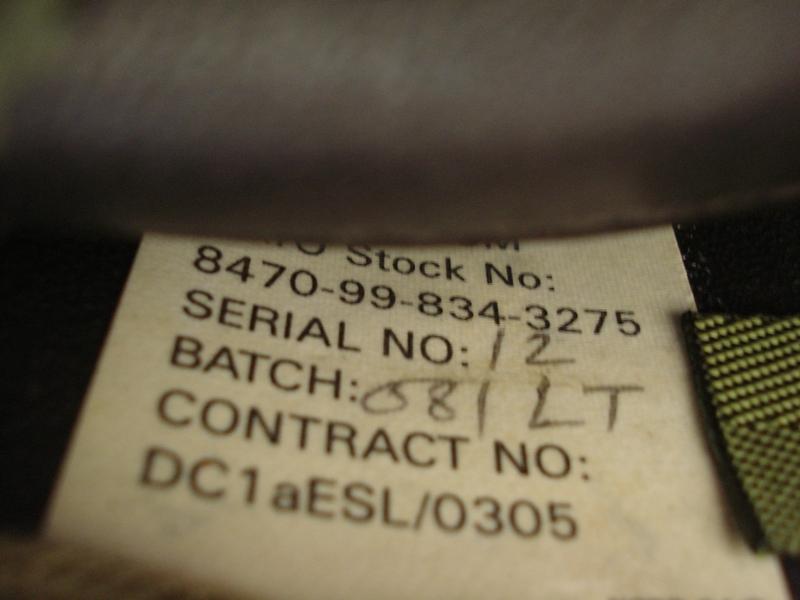 Stock No:
8470-99-834-3275
SERIAL NO: 12
BATCH: 081 LT
CONTRACT NO:
DC1aESL/0305